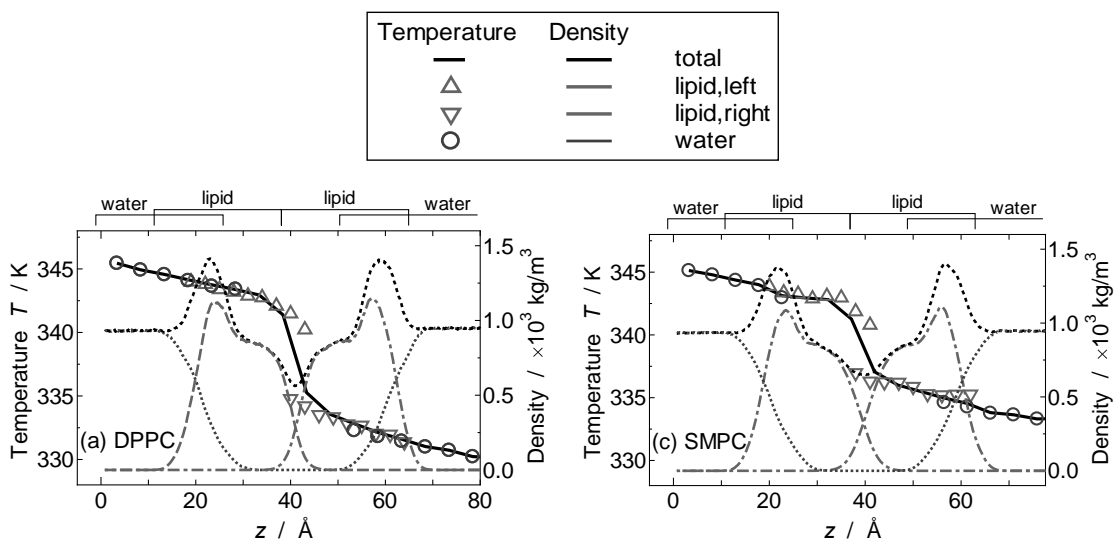 Temperature Density
total
lipid,left
lipid,right
water
water lipid lipid water
345
340
335
330
Temperature T / K
1.5
1.0
0.5
0.0
Density / ×10³ kg/m³
(a) DPPC
0 20 40 60 80
z / Å
water lipid lipid water
345
340
335
330
Temperature T / K
1.5
1.0
0.5
0.0
Density / ×10³ kg/m³
(c) SMPC
0 20 40 60
z / Å